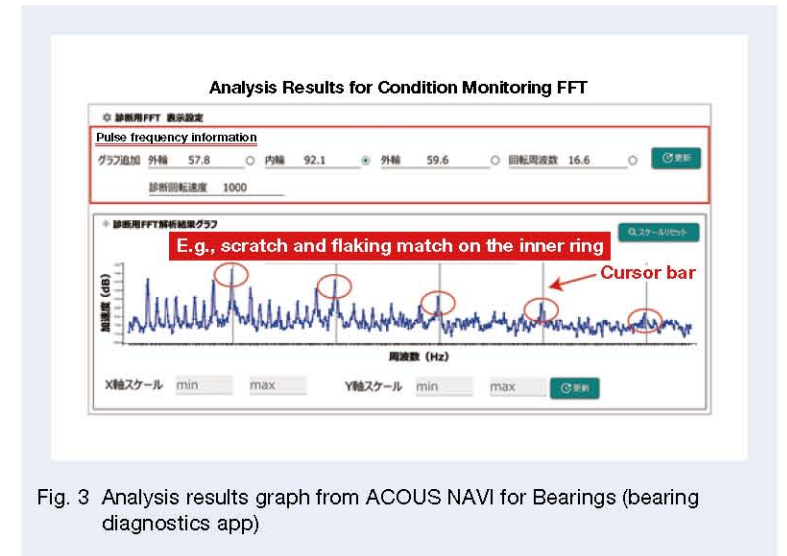 Analysis Results for Condition Monitoring FFT
診断用FFT 表示設定
Pulse frequency information
グラフ追加 外輪 57.8 内輪 92.1 外輪 59.6 回転周波数 16.6 更新
診断回転速度 1000
診断用FFT解析結果グラフ
スケールリセット
E.g., scratch and flaking match on the inner ring
Cursor bar
加速度 (dB)
周波数 (Hz)
X軸スケール min max Y軸スケール min max 更新
Fig. 3 Analysis results graph from ACOUS NAVI for Bearings (bearing
diagnostics app)